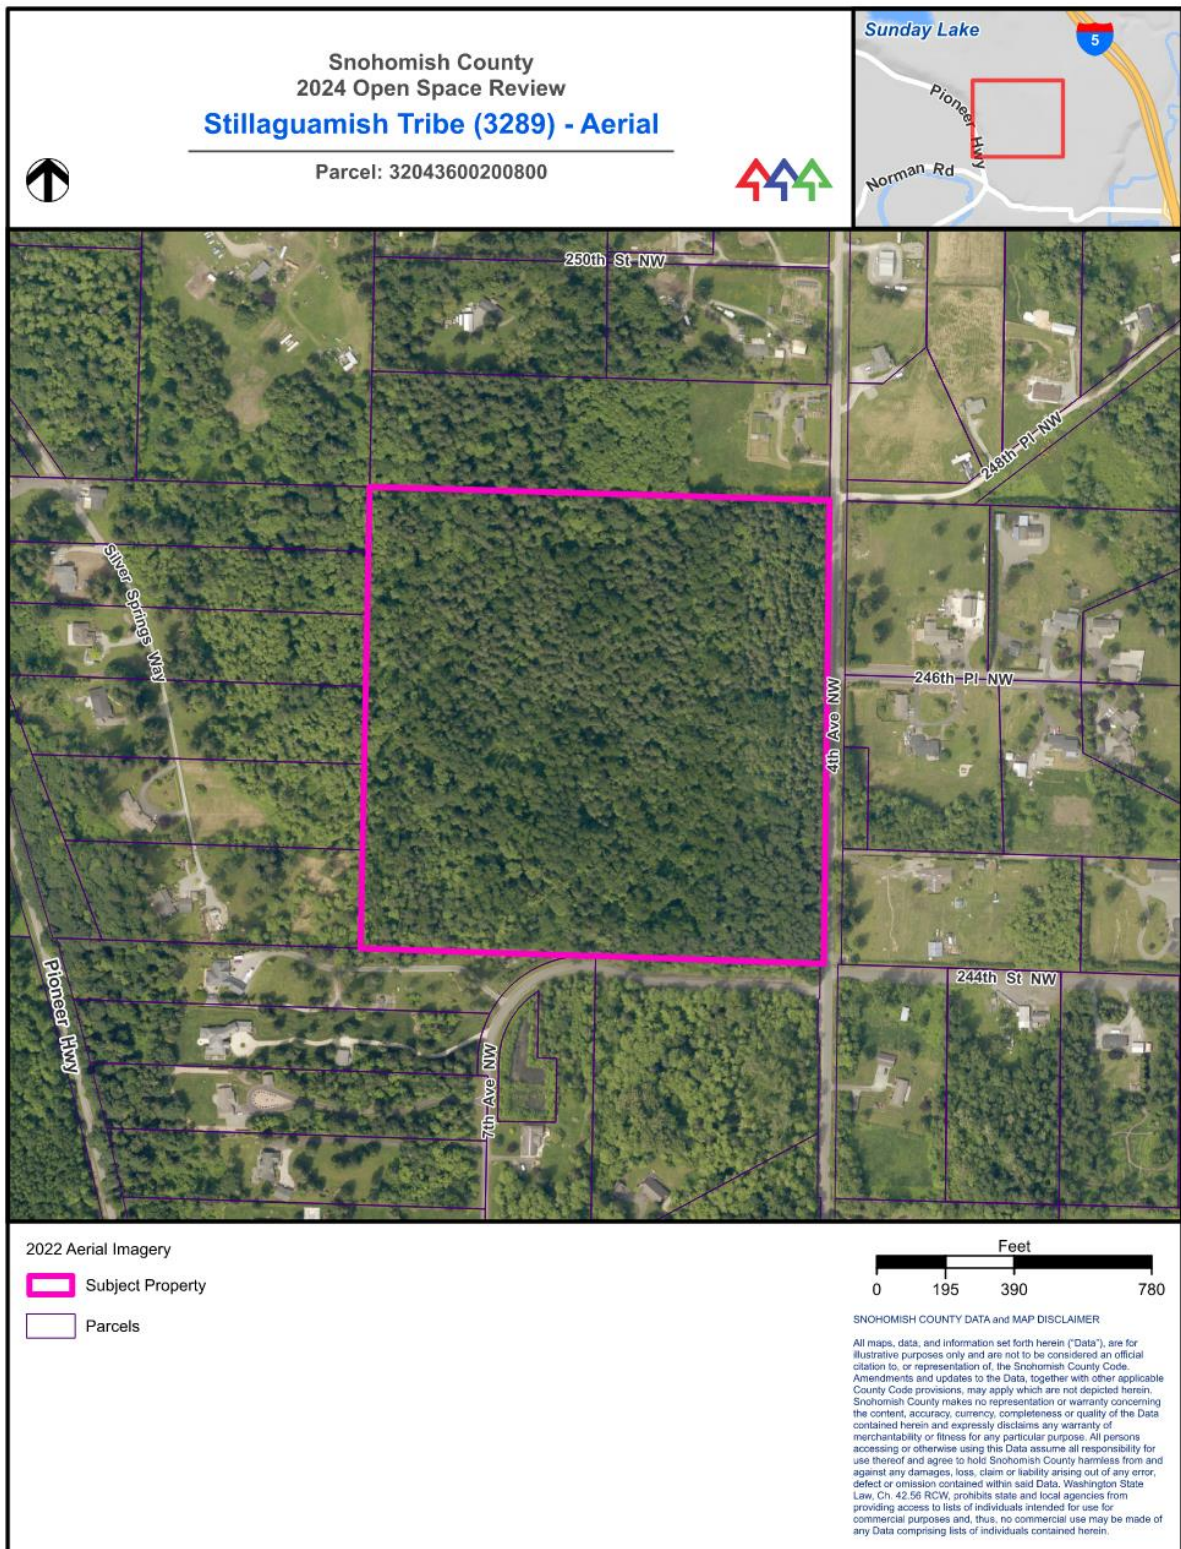 Snohomish County
2024 Open Space Review
Stillaguamish Tribe (3289) - Aerial
Parcel: 32043600200800
Sunday Lake
5
Pioneer Hwy
Norman Rd
250th St NW
248th Pl NW
Silver Springs Way
246th Pl NW
4th Ave NW
Pioneer Hwy
244th St NW
7th Ave NW
2022 Aerial Imagery
Subject Property
Parcels
Feet
0 195 390 780
SNOHOMISH COUNTY DATA and MAP DISCLAIMER
All maps, data, and information set forth herein ("Data"), are for
illustrative purposes only and are not to be considered an official
citation to, or representation of, the Snohomish County Code.
Amendments and updates to the Data, together with other applicable
County Code provisions, may apply which are not depicted herein.
Snohomish County makes no representation or warranty concerning
the content, accuracy, currency, completeness or quality of the Data
contained herein and expressly disclaims any warranty of
merchantability or fitness for any particular purpose. All persons
accessing or otherwise using this Data assume all responsibility for
use thereof and agree to hold Snohomish County harmless from and
against any damages, loss, claim or liability arising out of any error,
defect or omission contained within said Data. Washington State
Law, Ch. 42.56 RCW, prohibits state and local agencies from
providing access to lists of individuals intended for use for
commercial purposes and, thus, no commercial use may be made of
any Data comprising lists of individuals contained herein.